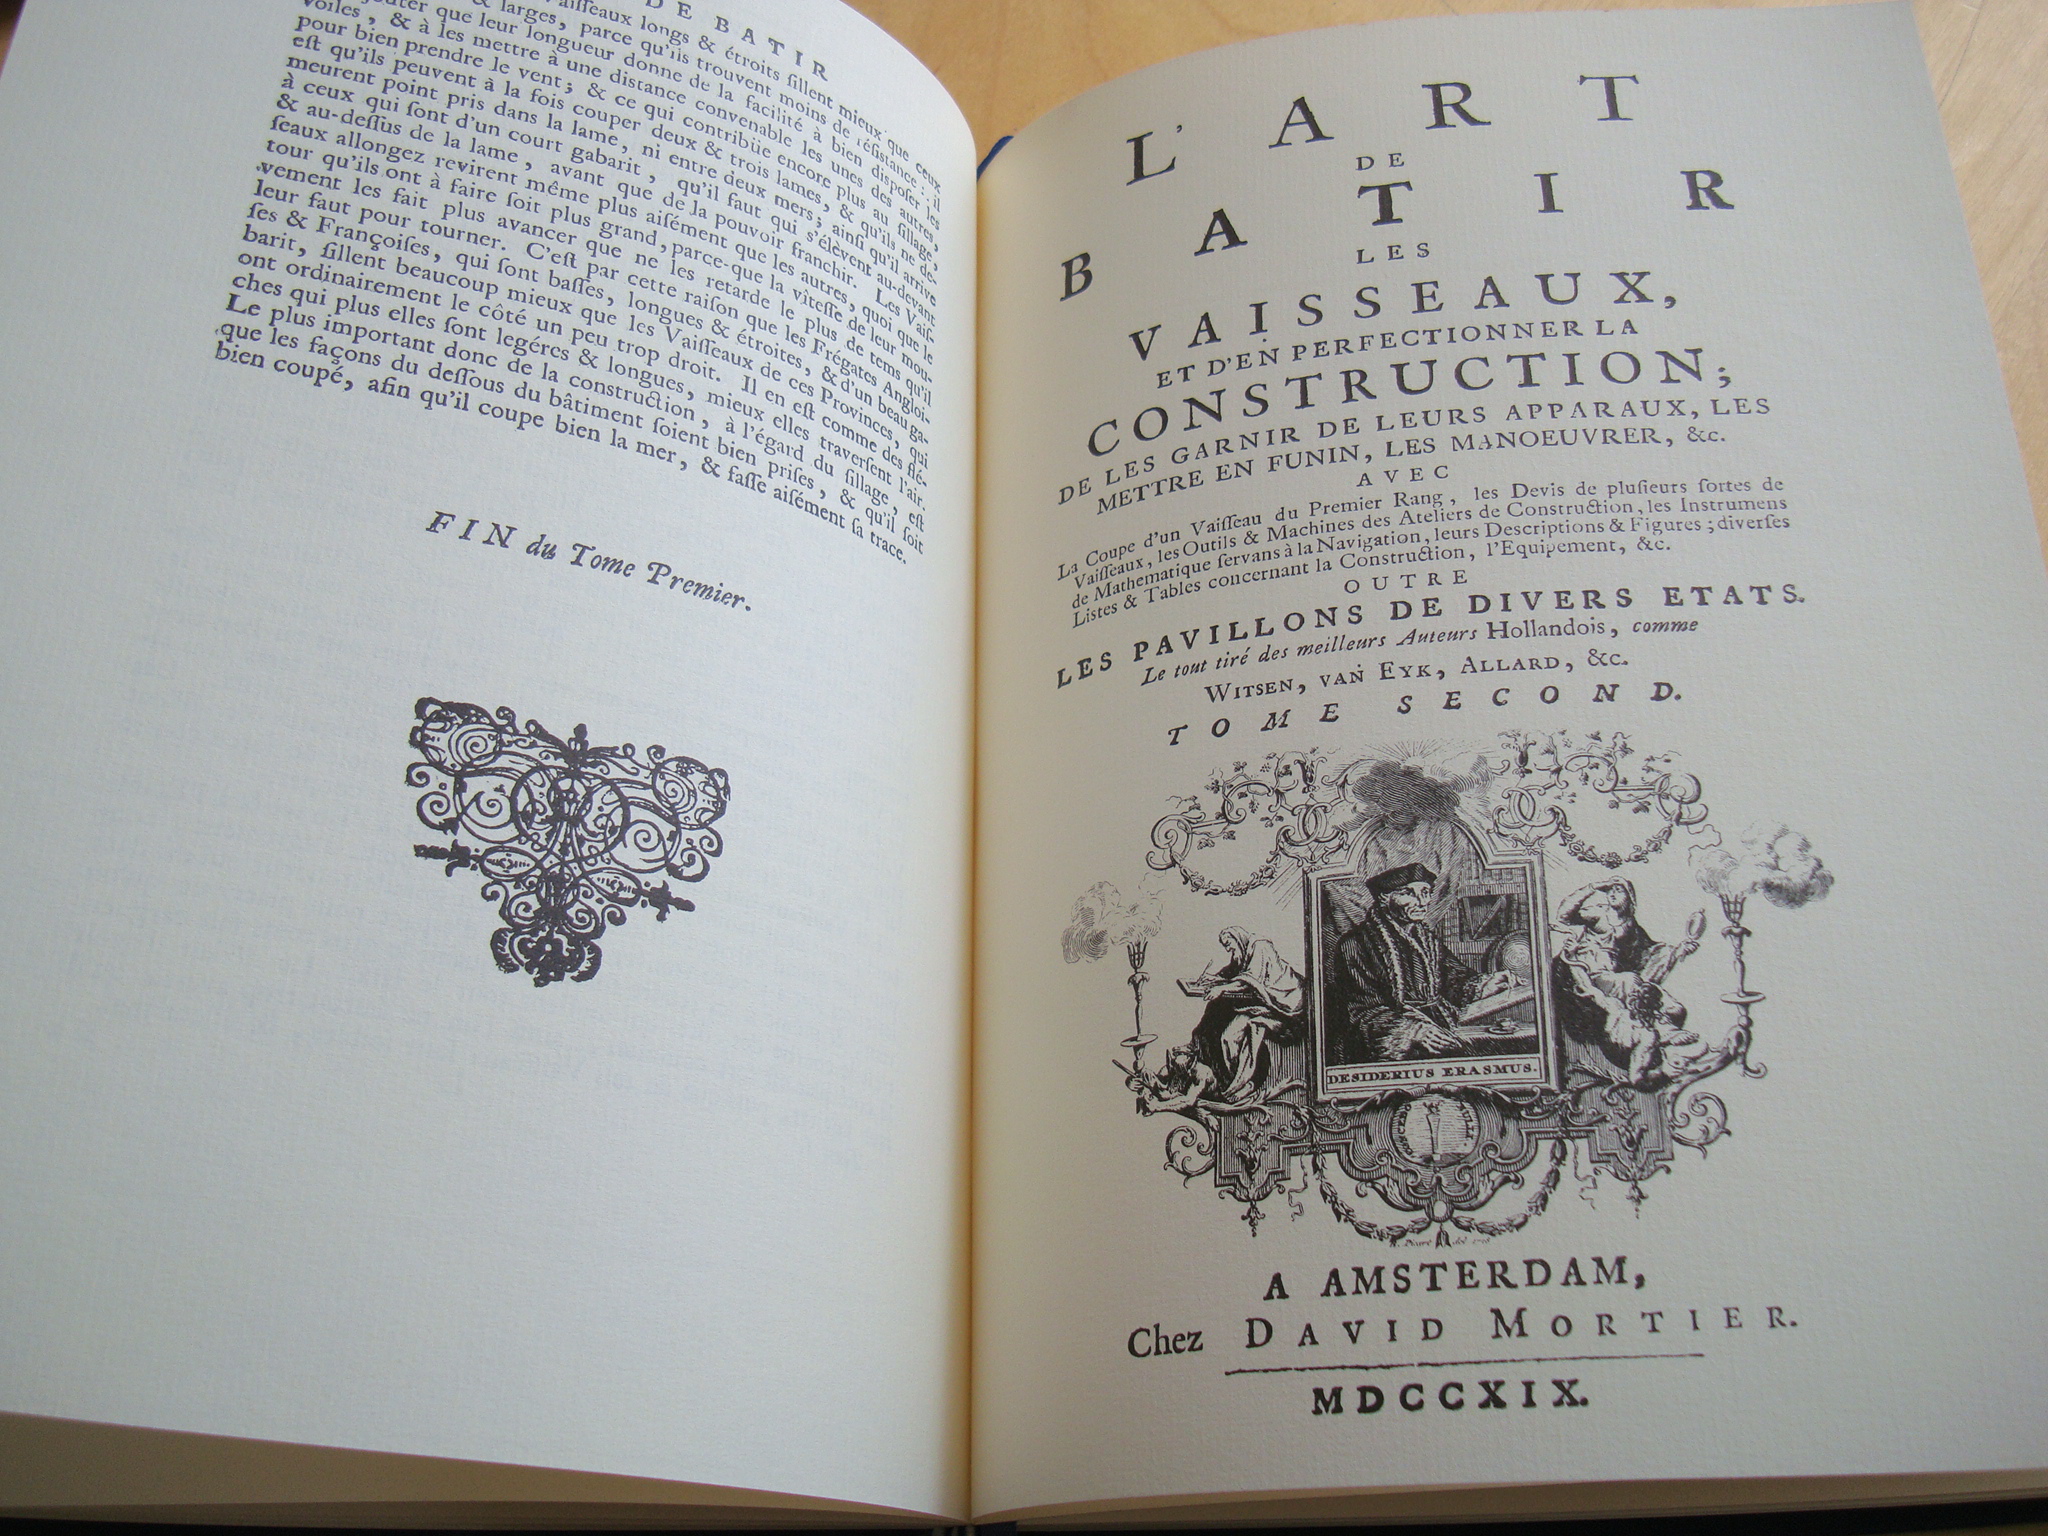 DE BATIR
& larges, parce qu'ils trouvent moins de résistance: il
ajouter que leur longueur donne de la facilité à bien disposer les
voiles, & à les mettre à une distance convenable les unes des autres,
pour bien prendre le vent; & ce qui contribüe encore plus au sillage,
est qu'ils peuvent à la fois couper deux & trois lames, & qu'ils ne de-
meurent point pris dans la lame, ni entre deux mers; ainsi qu'il arrive
à ceux qui sont d'un court gabarit, qu'il faut qui s'élèvent au-devant
& au-dessus de la lame, avant que de la pouvoir franchir. Les Vais-
seaux allongez revirent même plus aisément que les autres, quoi que le
tour qu'ils ont à faire soit plus grand, parce-que la vîtesse de leur mou-
vement les fait plus avancer que ne les retarde le plus de tems qu'il
leur faut pour tourner. C'est par cette raison que les Frégates Angloi-
ses & Françoises, qui sont basses, longues & étroites, & d'un beau ga-
barit, sillent beaucoup mieux que les Vaisseaux de ces Provinces, qui
ont ordinairement le côté un peu trop droit. Il en est comme des flé-
ches qui plus elles sont legéres & longues, mieux elles traversent l'air.
Le plus important donc de la construction, à l'égard du sillage, est
que les façons du dessous du bâtiment soient bien prises, & qu'il soit
bien coupé, afin qu'il coupe bien la mer, & fasse aisément sa trace.
FIN du Tome Premier.
L'ART
DE
BATIR
LES
VAISSEAUX,
ET D'EN PERFECTIONNER LA
CONSTRUCTION;
DE LES GARNIR DE LEURS APPARAUX, LES
METTRE EN FUNIN, LES MANOEUVRER, &c.
AVEC
La Coupe d'un Vaisseau du Premier Rang, les Devis de plusieurs sortes de
Vaisseaux, les Outils & Machines des Ateliers de Construction, les Instrumens
de Mathematique servans à la Navigation, leurs Descriptions & Figures; diverses
Listes & Tables concernant la Construction, l'Equipement, &c.
OUTRE
LES PAVILLONS DE DIVERS ETATS.
Le tout tiré des meilleurs Auteurs Hollandois, comme
WITSEN, VAN EYK, ALLARD, &c.
TOME SECOND.
DESIDERIUS ERASMUS.
CONCEDO NULLI
A AMSTERDAM,
Chez DAVID MORTIER.
MDCCXIX.